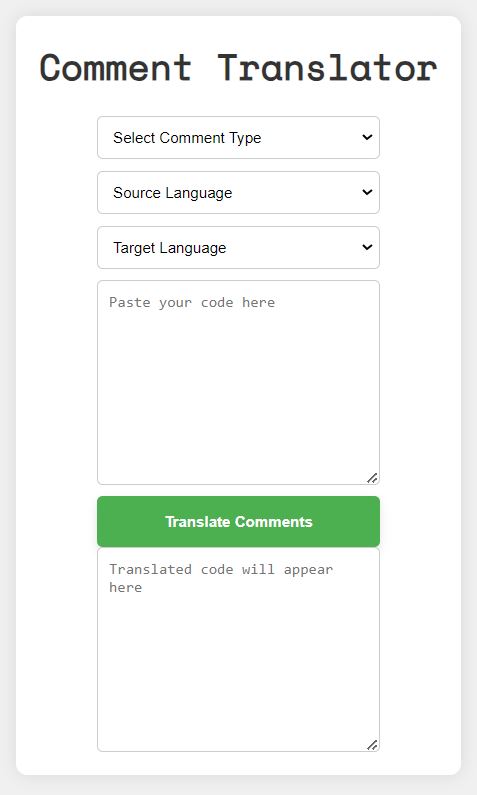 Comment Translator
Select Comment Type
Source Language
Target Language
Paste your code here
Translate Comments
Translated code will appear
here